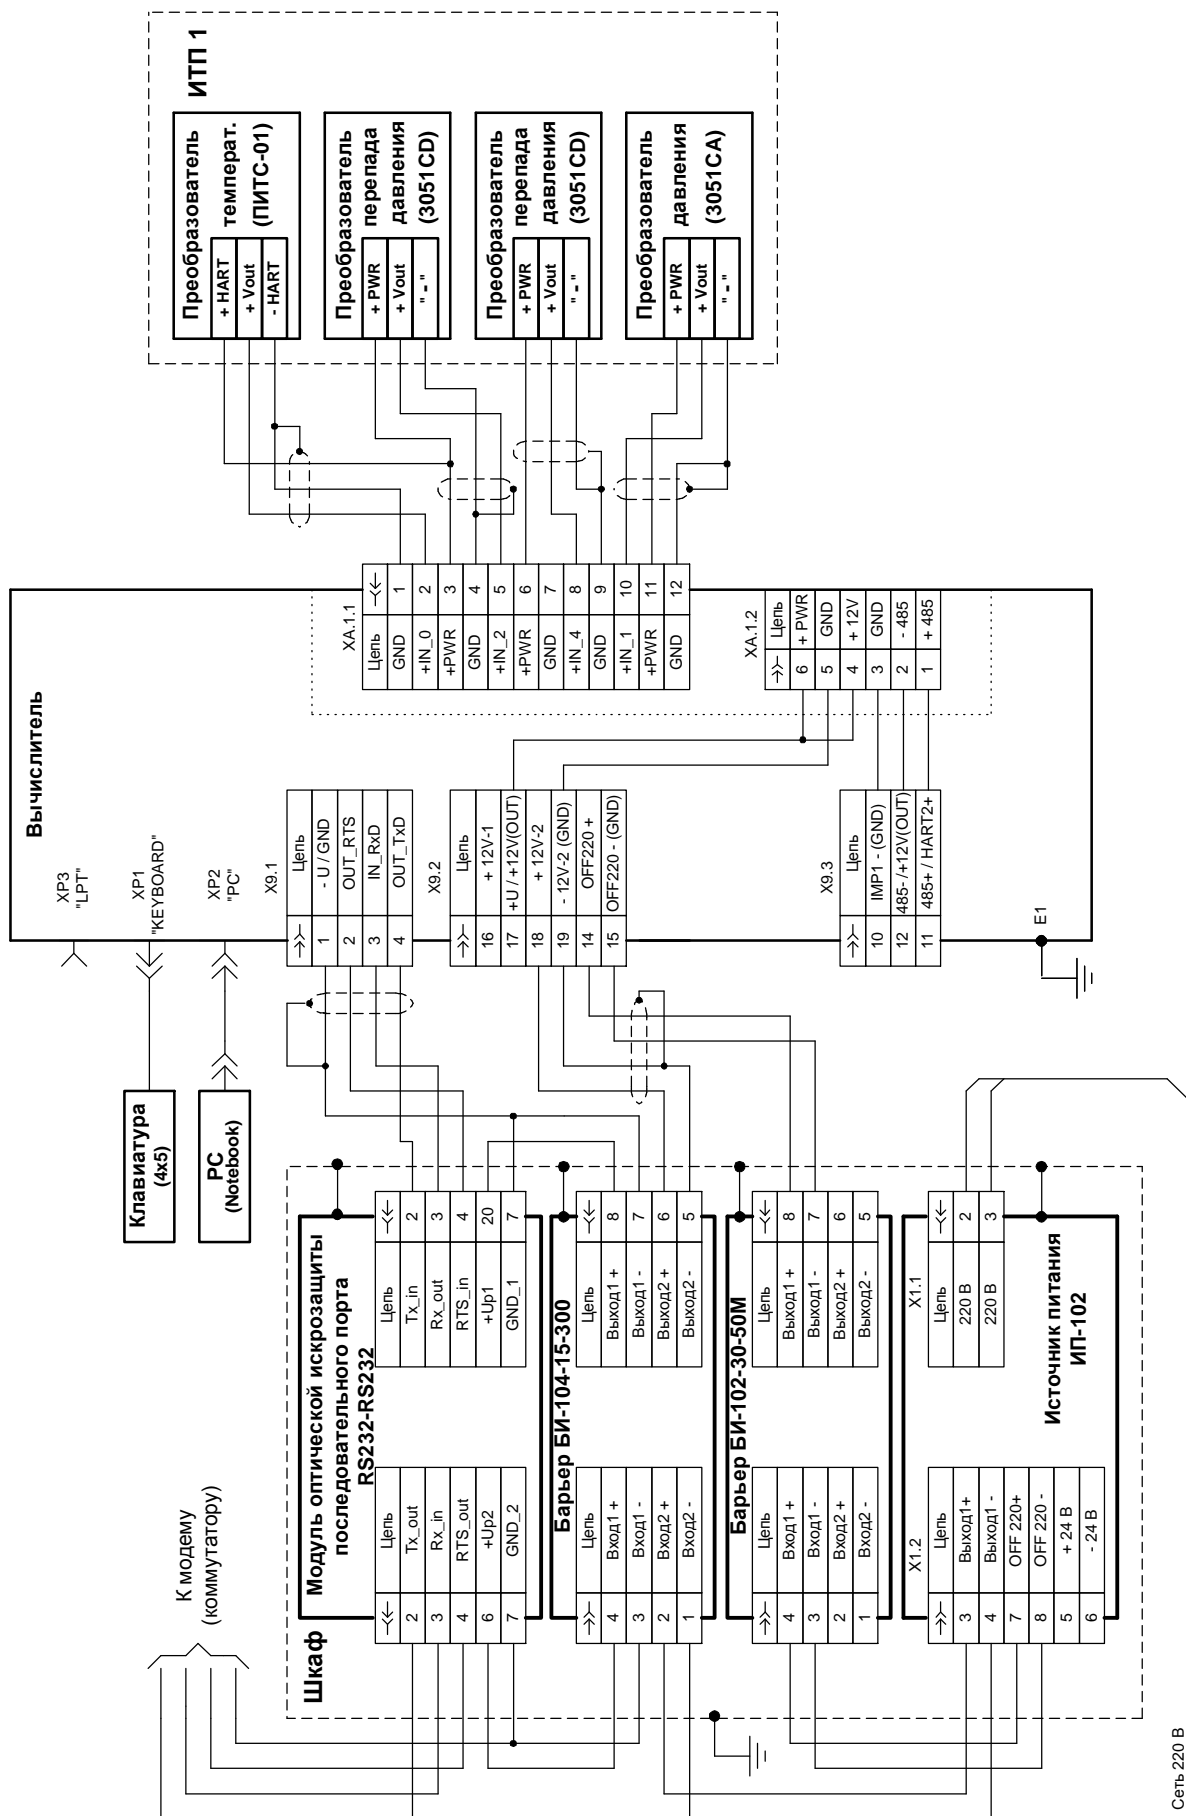 ИТП 1
Преобразователь
температ.
(ПИТС-01)
+ HART
+ Vout
- HART
Преобразователь
перепада
давления
(3051CD)
+ PWR
+ Vout
" - "
Преобразователь
перепада
давления
(3051CD)
+ PWR
+ Vout
" - "
Преобразователь
давления
(3051CA)
+ PWR
+ Vout
" - "
Вычислитель
XP3
"LPT"
XP1
"KEYBOARD"
XP2
"PC"
XA.1.1
Цепь
GND 1
+IN_0 2
+PWR 3
GND 4
+IN_2 5
+PWR 6
GND 7
+IN_4 8
GND 9
+IN_1 10
+PWR 11
GND 12
XA.1.2
Цепь
6 + PWR
5 GND
4 + 12V
3 GND
2 - 485
1 + 485
X9.1
Цепь
1 - U / GND
2 OUT_RTS
3 IN_RxD
4 OUT_TxD
X9.2
Цепь
16 + 12V-1
17 +U / +12V(OUT)
18 + 12V-2
19 - 12V-2 (GND)
14 OFF220 +
15 OFF220 - (GND)
X9.3
Цепь
10 IMP1 - (GND)
12 485- /+12V(OUT)
11 485+ / HART2+
E1
Клавиатура
(4x5)
PC
(Notebook)
К модему
(коммутатору)
Шкаф
Модуль оптической искрозащиты
последовательного порта
RS232-RS232
Цепь
2 Tx_out
3 Rx_in
4 RTS_out
6 +Up2
7 GND_2
Цепь
Tx_in 2
Rx_out 3
RTS_in 4
+Up1 20
GND_1 7
Барьер БИ-104-15-300
Цепь
4 Вход1 +
3 Вход1 -
2 Вход2 +
1 Вход2 -
Цепь
Выход1 + 8
Выход1 - 7
Выход2 + 6
Выход2 - 5
Барьер БИ-102-30-50М
Цепь
4 Вход1 +
3 Вход1 -
2 Вход2 +
1 Вход2 -
Цепь
Выход1 + 8
Выход1 - 7
Выход2 + 6
Выход2 - 5
X1.2
Цепь
3 Выход1+
4 Выход1 -
7 OFF 220+
8 OFF 220 -
5 + 24 В
6 - 24 В
X1.1
Цепь
220 В 2
220 В 3
Источник питания
ИП-102
Сеть 220 В